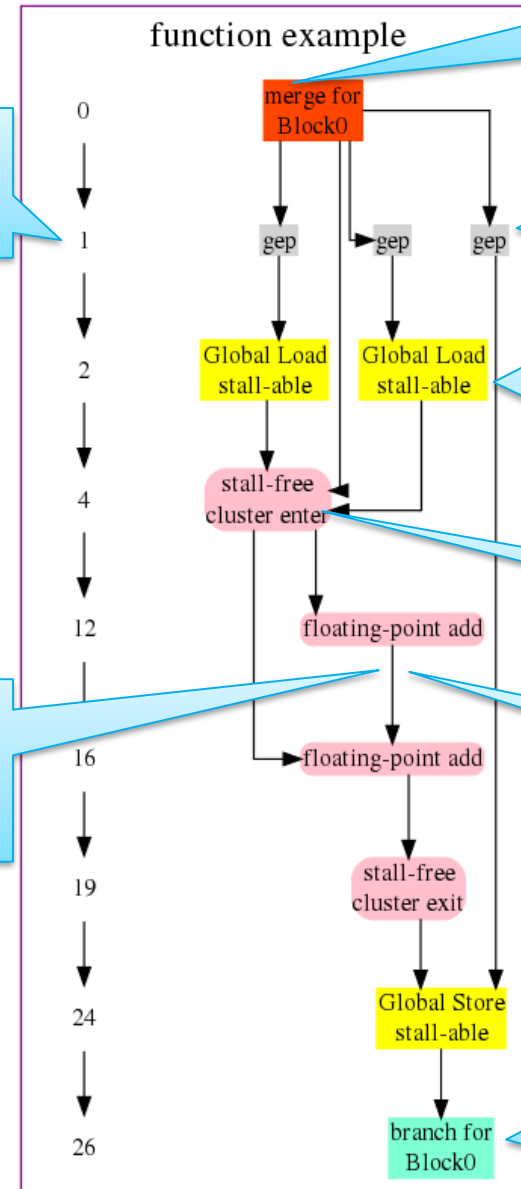 function example
0
merge for
Block0
1
gep
gep
gep
2
Global Load
stall-able
Global Load
stall-able
4
stall-free
cluster enter
12
floating-point add
16
floating-point add
19
stall-free
cluster exit
24
Global Store
stall-able
26
branch for
Block0